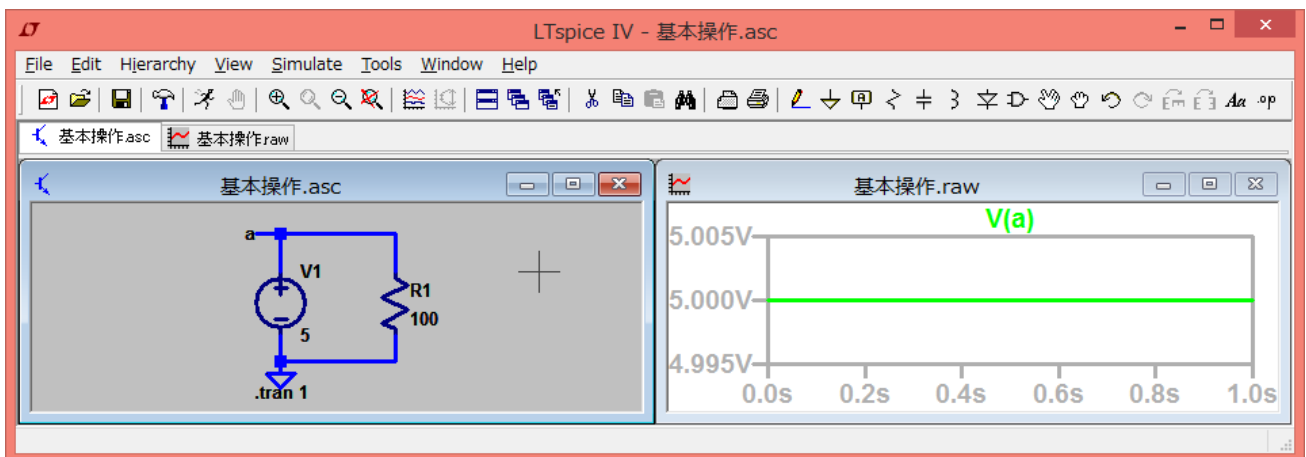 LTspice IV - 基本操作.asc
File Edit Hierarchy View Simulate Tools Window Help
Aa .op
基本操作.asc 基本操作.raw
基本操作.asc
a
V1
5
R1
100
.tran 1
基本操作.raw
V(a)
5.005V
5.000V
4.995V
0.0s 0.2s 0.4s 0.6s 0.8s 1.0s